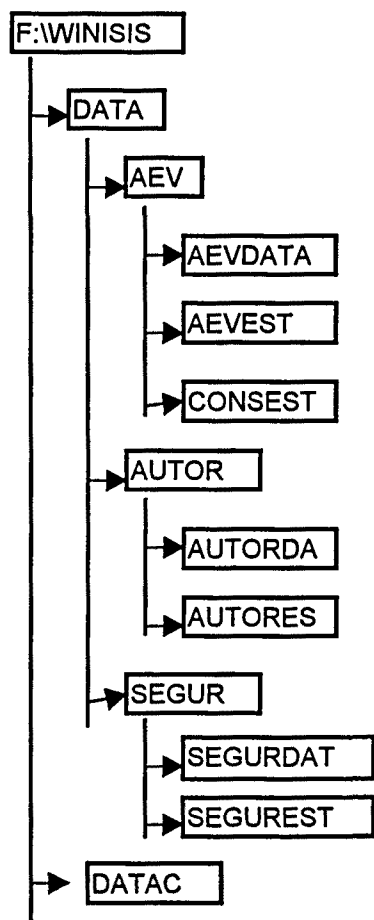 F:\WINISIS
DATA
AEV
AEVDATA
AEVEST
CONSEST
AUTOR
AUTORDA
AUTORES
SEGUR
SEGURDAT
SEGUREST
DATAC